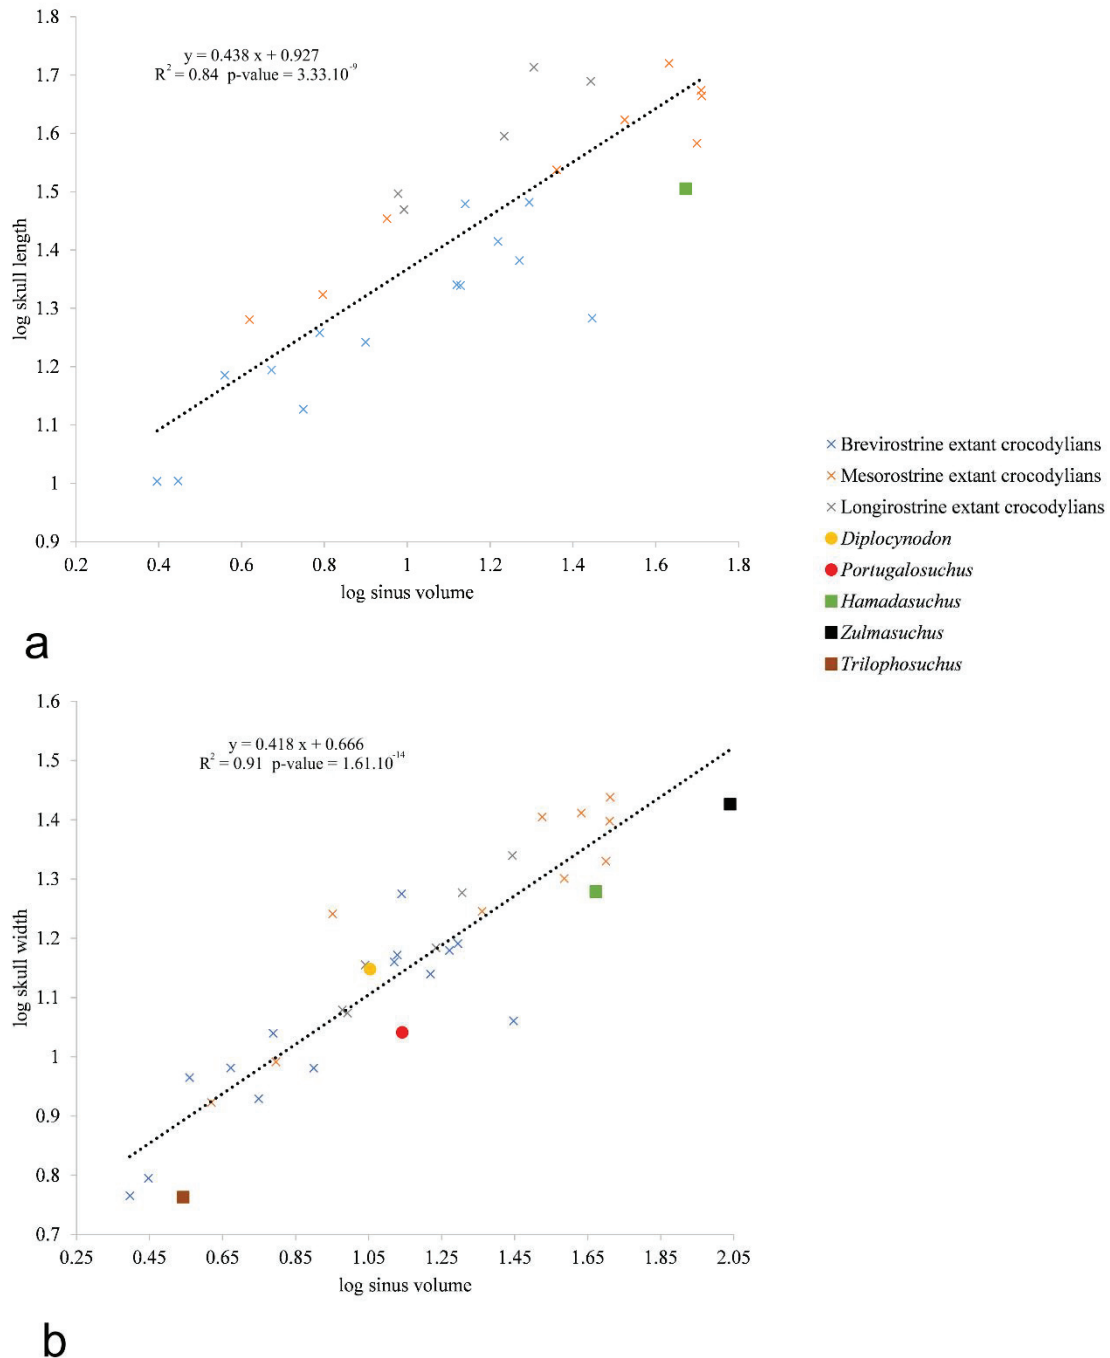 1.8
y = 0.438 x + 0.927
R² = 0.84 p-value = 3.33.10⁻⁹
1.7
1.6
1.5
1.4
1.3
1.2
1.1
1
0.9
log skull length
0.2 0.4 0.6 0.8 1 1.2 1.4 1.6 1.8
log sinus volume
a
Brevirostrine extant crocodylians
Mesorostrine extant crocodylians
Longirostrine extant crocodylians
Diplocynodon
Portugalosuchus
Hamadasuchus
Zulmasuchus
Trilophosuchus
1.6
y = 0.418 x + 0.666
R² = 0.91 p-value = 1.61.10⁻¹⁴
1.5
1.4
1.3
1.2
1.1
1
0.9
0.8
0.7
log skull width
0.25 0.45 0.65 0.85 1.05 1.25 1.45 1.65 1.85 2.05
log sinus volume
b